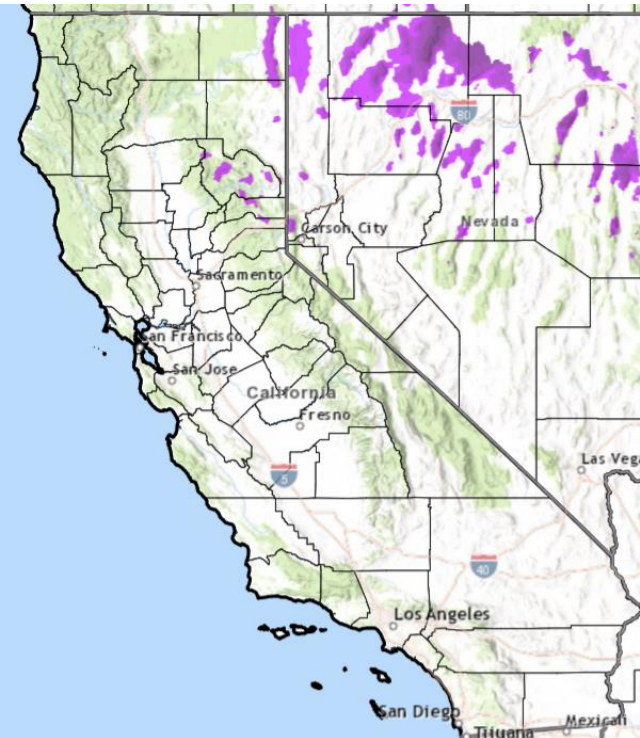 80
Nevada
Carson City
Sacramento
San Francisco
San Jose
California
Fresno
5
Las Vega
40
Los Angeles
San Diego
Tijuana
Mexicali